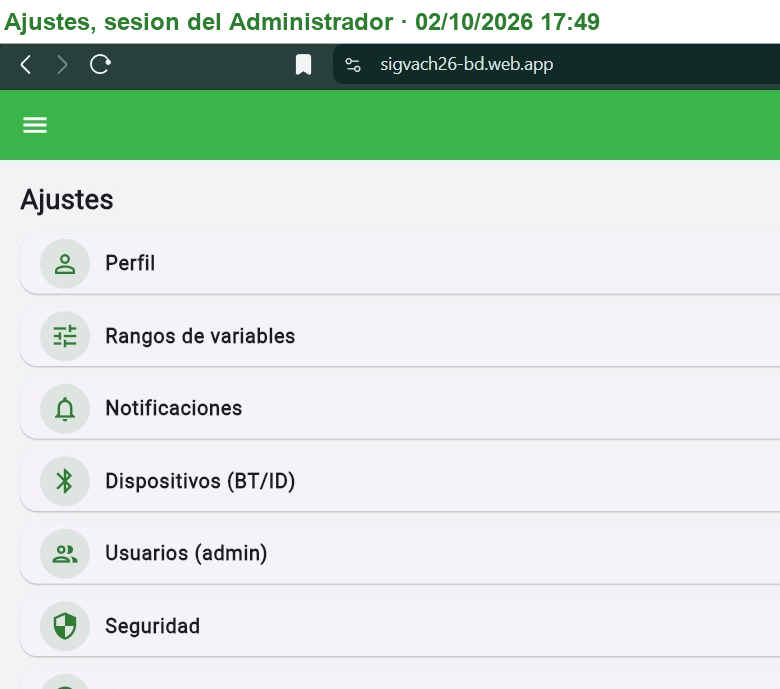 Ajustes, sesion del Administrador · 02/10/2026 17:49
sigvach26-bd.web.app
Ajustes
Perfil
Rangos de variables
Notificaciones
Dispositivos (BT/ID)
Usuarios (admin)
Seguridad